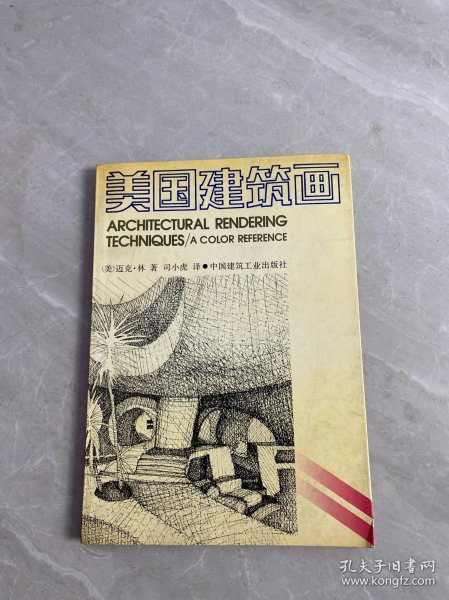 美国建筑画
ARCHITECTURAL RENDERING
TECHNIQUES/A COLOR REFERENCE
〔美〕迈克·林 著 司小虎 译●中国建筑工业出版社
孔夫子旧书网
www.kongfz.com